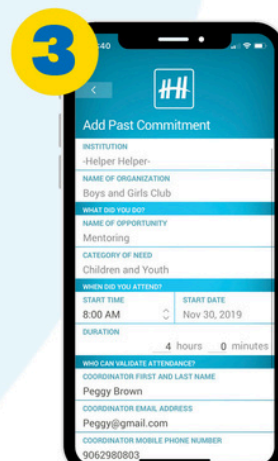 3
:40
HH
Add Past Commitment
INSTITUTION
-Helper Helper-
NAME OF ORGANIZATION
Boys and Girls Club
WHAT DID YOU DO?
NAME OF OPPORTUNITY
Mentoring
CATEGORY OF NEED
Children and Youth
WHEN DID YOU ATTEND?
START TIME START DATE
8:00 AM Nov 30, 2019
DURATION
4 hours 0 minutes
WHO CAN VALIDATE ATTENDANCE?
COORDINATOR FIRST AND LAST NAME
Peggy Brown
COORDINATOR EMAIL ADDRESS
Peggy@gmail.com
COORDINATOR MOBILE PHONE NUMBER
9062980803